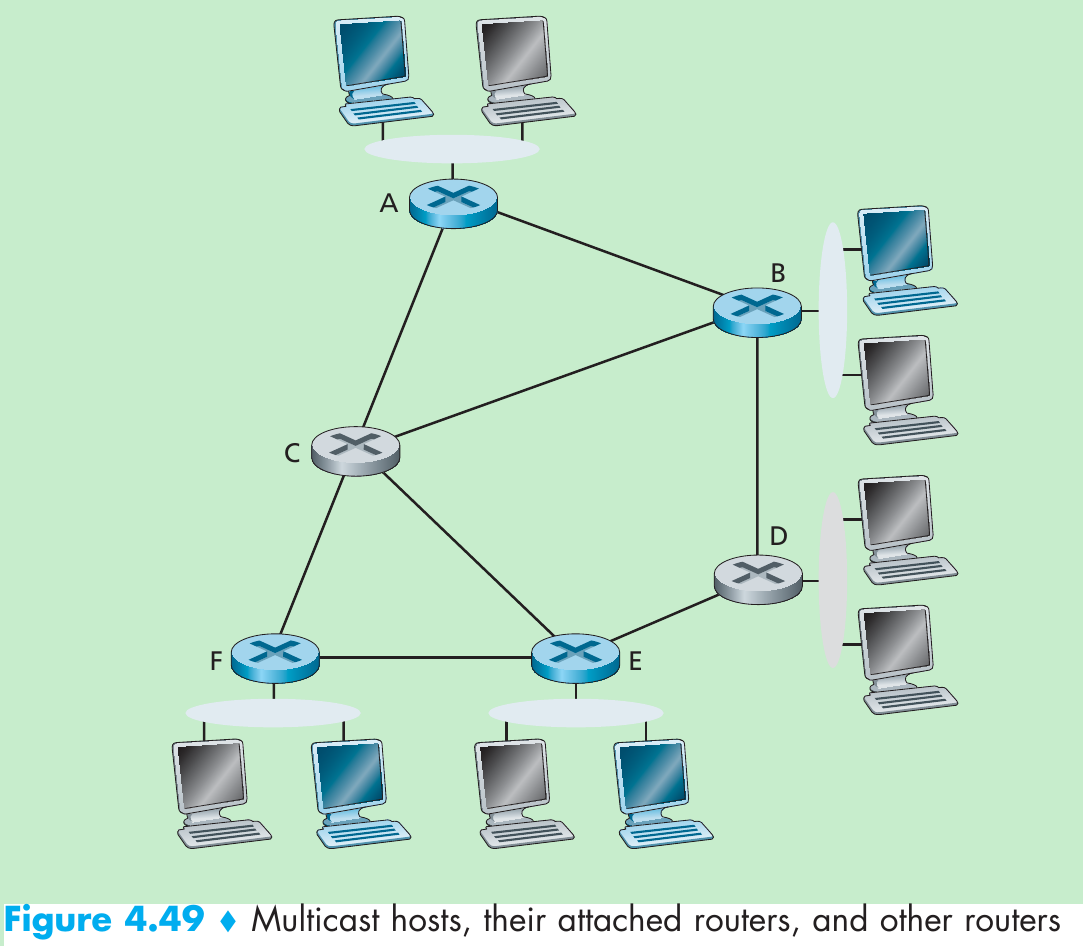 A
B
C
D
F
E
Figure 4.49 ♦ Multicast hosts, their attached routers, and other routers